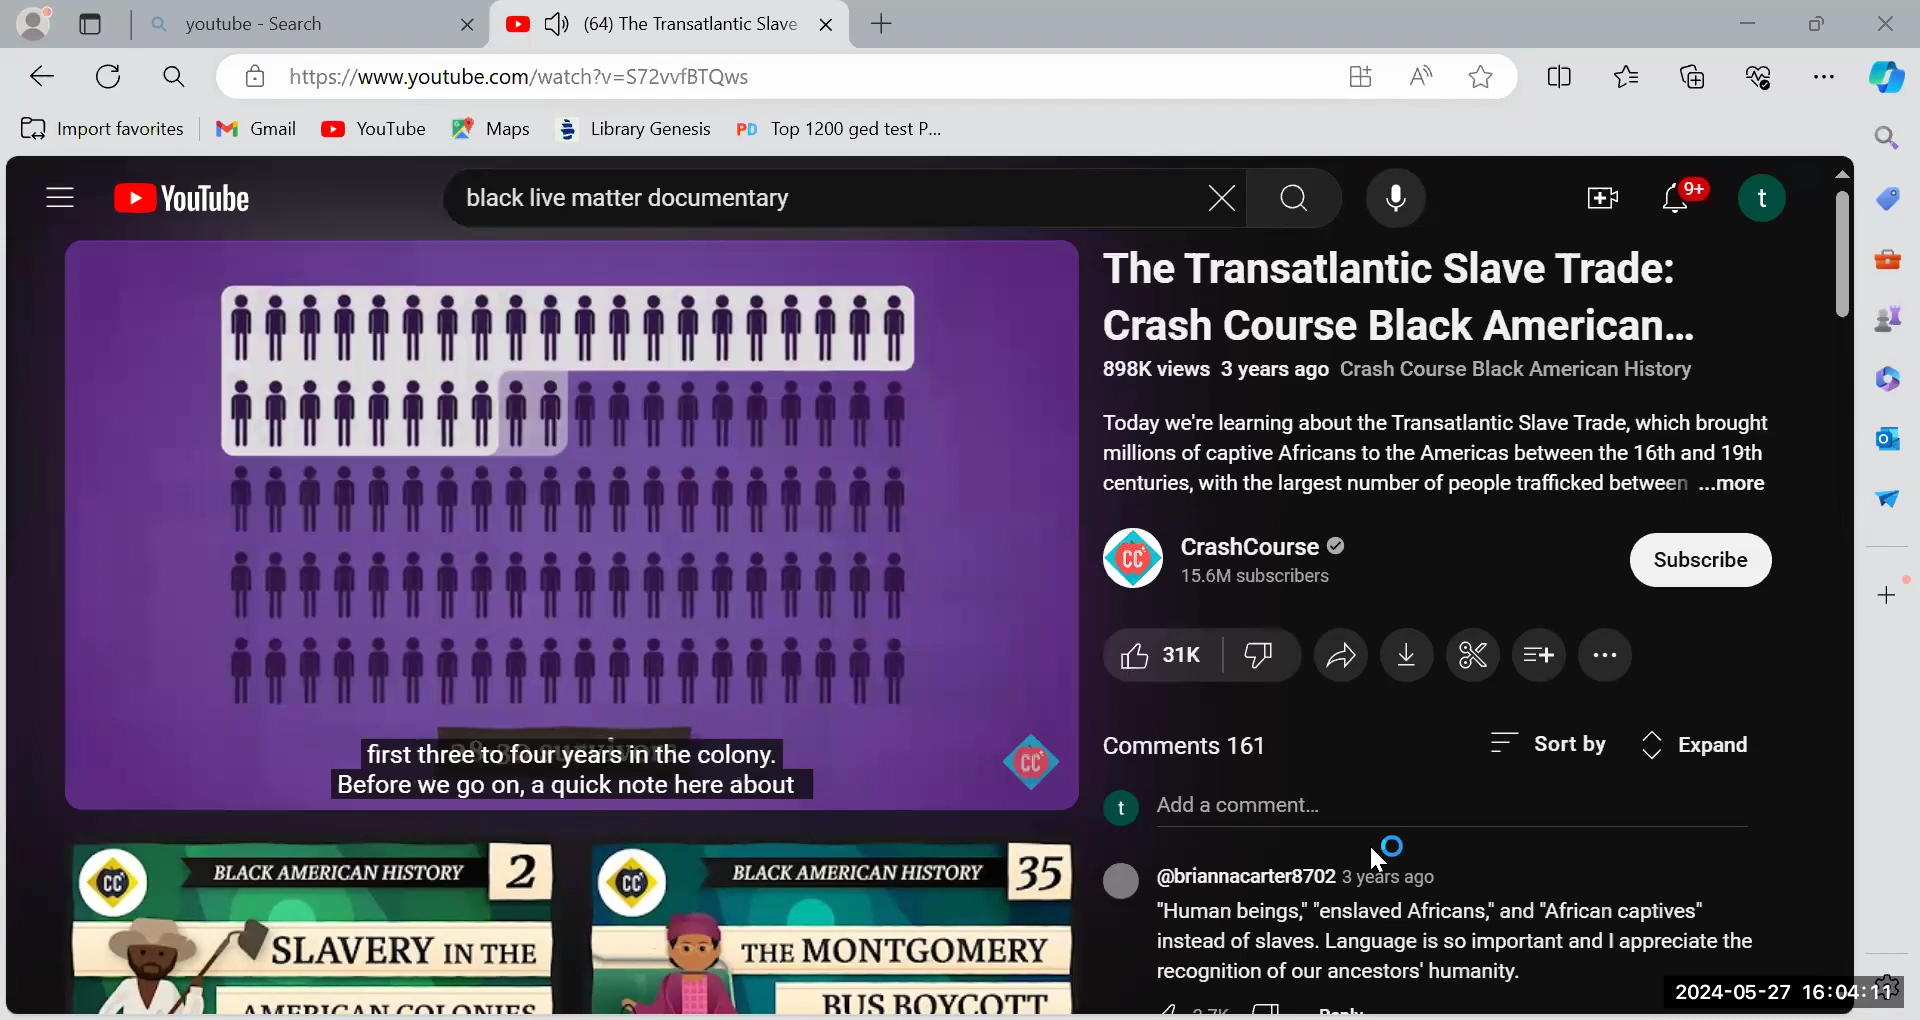 youtube - Search
(64) The Transatlantic Slave
https://www.youtube.com/watch?v=S72vvfBTQws
Import favorites
Gmail
YouTube
Maps
Library Genesis
PD Top 1200 ged test P...
YouTube
black live matter documentary
9+
t
The Transatlantic Slave Trade:
Crash Course Black American...
898K views 3 years ago Crash Course Black American History
Today we're learning about the Transatlantic Slave Trade, which brought
millions of captive Africans to the Americas between the 16th and 19th
centuries, with the largest number of people trafficked between ...more
CC
CrashCourse
15.6M subscribers
Subscribe
31K
first three to four years in the colony.
Before we go on, a quick note here about
CC
Comments 161
Sort by
Expand
t
Add a comment...
@briannacarter8702 3 years ago
"Human beings," "enslaved Africans," and "African captives"
instead of slaves. Language is so important and I appreciate the
recognition of our ancestors' humanity.
Reply
CC
BLACK AMERICAN HISTORY 2
SLAVERY IN THE
AMERICAN COLONIES
CC
BLACK AMERICAN HISTORY 35
THE MONTGOMERY
BUS BOYCOTT
2024-05-27 16:04:11